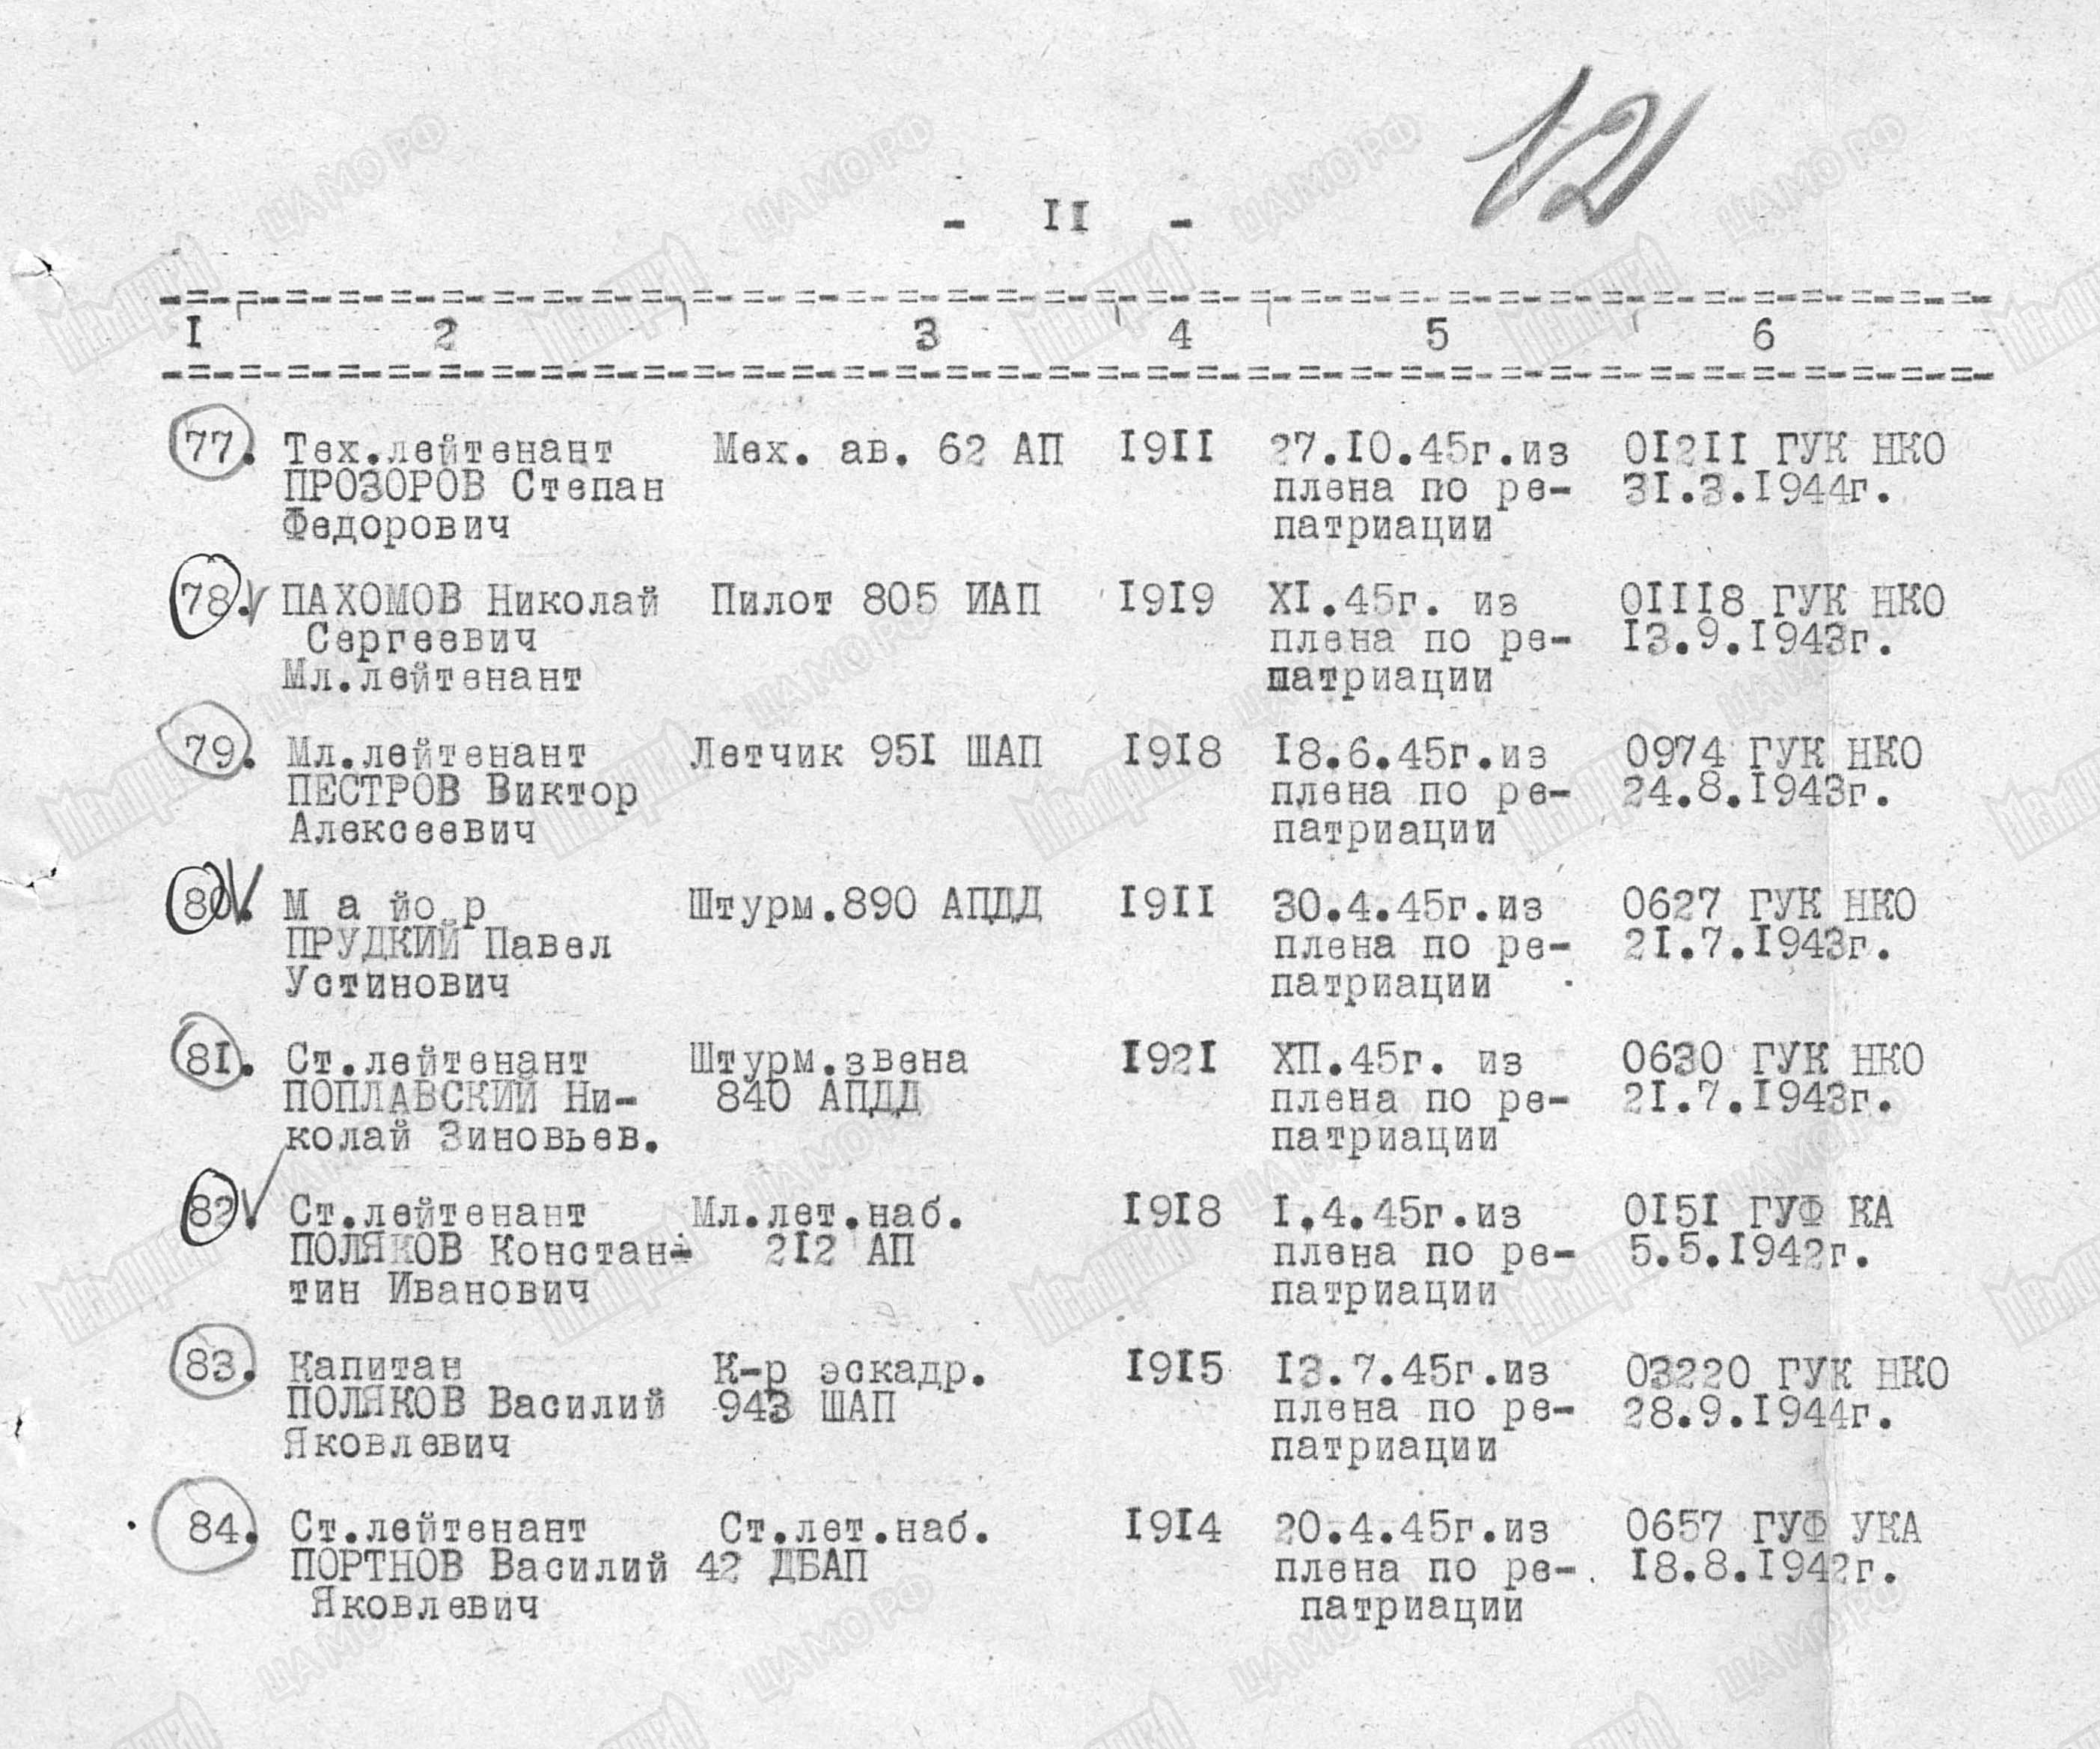 12
- II -
I 2 3 4 5 6
77. Тех.лейтенант Мех. ав. 62 АП I9II 27.I0.45г.из 0I2II ГУК НКО
ПРОЗОРОВ Степан плена по ре- 3I.3.I944г.
Федорович патриации
78. ПАХОМОВ Николай Пилот 805 ИАП I9I9 XI.45г. из 0III8 ГУК НКО
Сергеевич плена по ре- I3.9.I943г.
Мл.лейтенант патриации
79. Мл.лейтенант Летчик 95I ШАП I9I8 I8.6.45г.из 0974 ГУК НКО
ПЕСТРОВ Виктор плена по ре- 24.8.I943г.
Алексеевич патриации
80. М а йо р Штурм.890 АПДД I9II 30.4.45г.из 0627 ГУК НКО
ПРУДКИЙ Павел плена по ре- 2I.7.I943г.
Устинович патриации
8I. Ст.лейтенант Штурм.звена I92I ХП.45г. из 0630 ГУК НКО
ПОПЛАВСКИЙ Ни- 840 АПДД плена по ре- 2I.7.I943г.
колай Зиновьев. патриации
82. Ст.лейтенант Мл.лет.наб. I9I8 I.4.45г.из 0I5I ГУФ КА
ПОЛЯКОВ Констан- 2I2 АП плена по ре- 5.5.I942г.
тин Иванович патриации
83. Капитан К-р эскадр. I9I5 I3.7.45г.из 03220 ГУК НКО
ПОЛЯКОВ Василий 943 ШАП плена по ре- 28.9.I944г.
Яковлевич патриации
84. Ст.лейтенант Ст.лет.наб. I9I4 20.4.45г.из 0657 ГУФ УКА
ПОРТНОВ Василий 42 ДБАП плена по ре- I8.8.I942г.
Яковлевич патриации